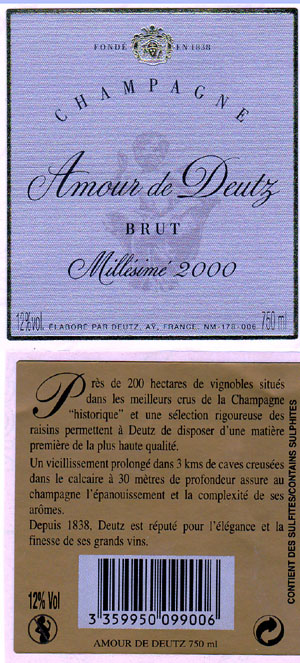 FONDÉ EN 1838
CHAMPAGNE
Amour de Deutz
BRUT
Millésimé 2000
12%vol. ÉLABORÉ PAR DEUTZ, AŸ, FRANCE. NM-178-006 750 ml
Près de 200 hectares de vignobles situés
dans les meilleurs crus de la Champagne
"historique" et une sélection rigoureuse des
raisins permettent à Deutz de disposer d'une matière
première de la plus haute qualité.
Un vicillissement prolongé dans 3 kms de caves creusées
dans le calcaire à 30 mètres de profondeur assure au
champagne l'épanouissement et la complexité de ses
arômes.
Depuis 1838, Deutz est réputé pour l'élégance et la
finesse de ses grands vins.
CONTIENT DES SULFITES/CONTAINS SULPHITES
12% Vol
3 359950 099006
AMOUR DE DEUTZ 750 ml